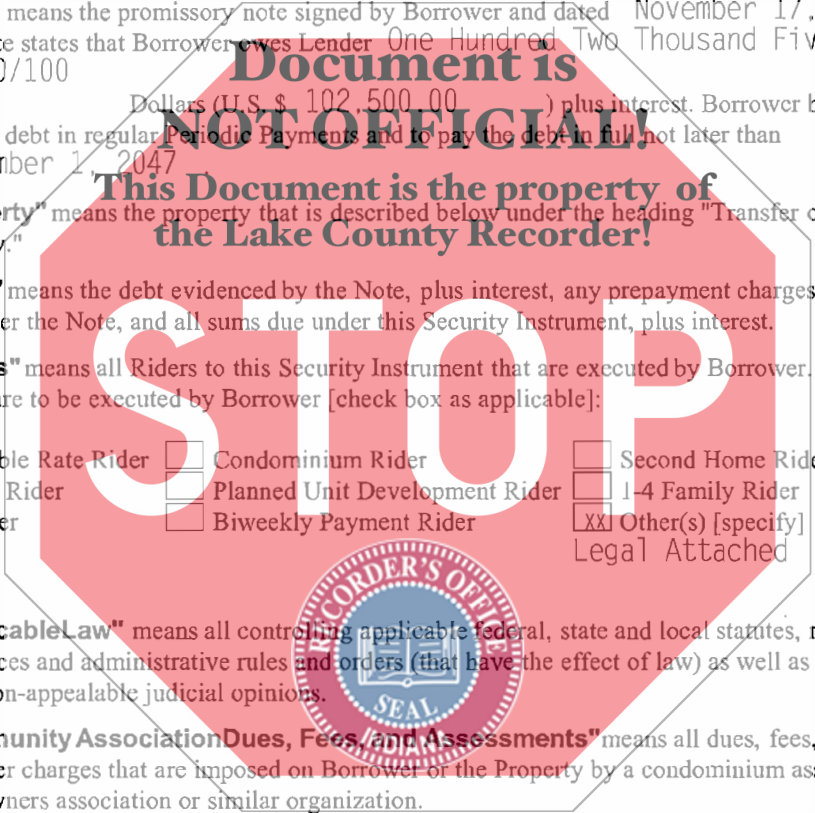 means the promissory note signed by Borrower and dated November 17,
e states that Borrower owes Lender One Hundred Two Thousand Fiv
0/100
Document is
Dollars (U.S. $ 102,500.00 ) plus interest. Borrower b
NOT OFFICIAL!
debt in regular Periodic Payments and to pay the debt in full not later than
mber 1, 2047
This Document is the property of
rty" means the property that is described below under the heading "Transfer o
the Lake County Recorder!
y."
" means the debt evidenced by the Note, plus interest, any prepayment charges
er the Note, and all sums due under this Security Instrument, plus interest.
STOP
s" means all Riders to this Security Instrument that are executed by Borrower.
re to be executed by Borrower [check box as applicable]:
ble Rate Rider Condominium Rider Second Home Ride
Rider Planned Unit Development Rider 1-4 Family Rider
er Biweekly Payment Rider XX Other(s) [specify]
Legal Attached
RECORDER'S OFFICE
SEAL
INDIANA
cableLaw" means all controlling applicable federal, state and local statutes, r
ces and administrative rules and orders (that have the effect of law) as well as
on-appealable judicial opinions.
nunity Association Dues, Fees, and Assessments" means all dues, fees,
er charges that are imposed on Borrower or the Property by a condominium ass
wners association or similar organization.